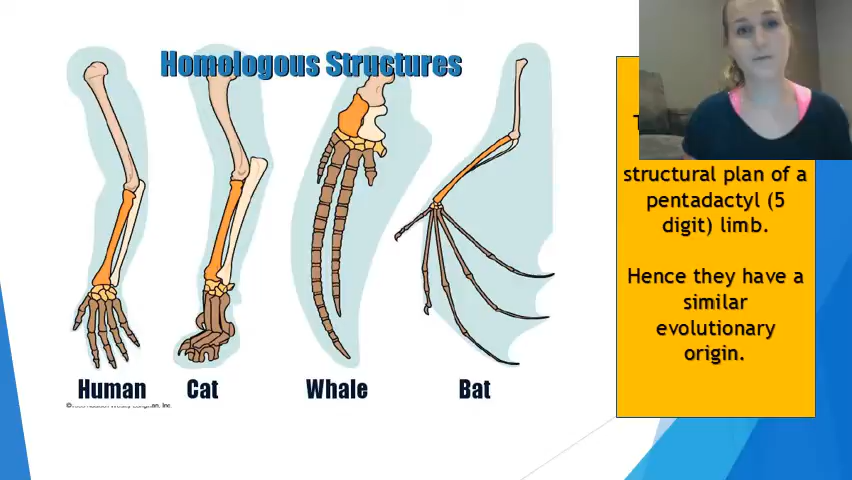 Homologous Structures
structural plan of a
pentadactyl (5
digit) limb.
Hence they have a
similar
evolutionary
origin.
Human Cat Whale Bat